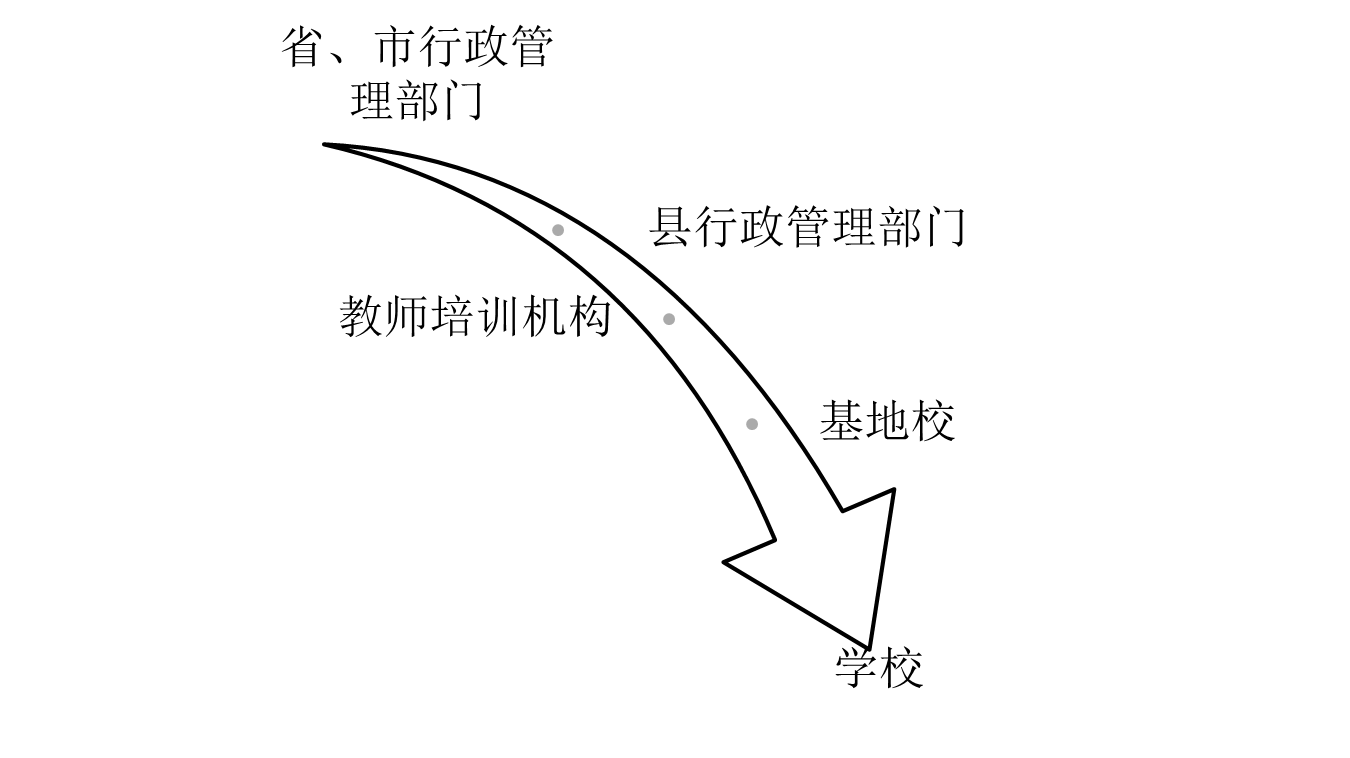 省、市行政管
理部门
县行政管理部门
教师培训机构
基地校
学校